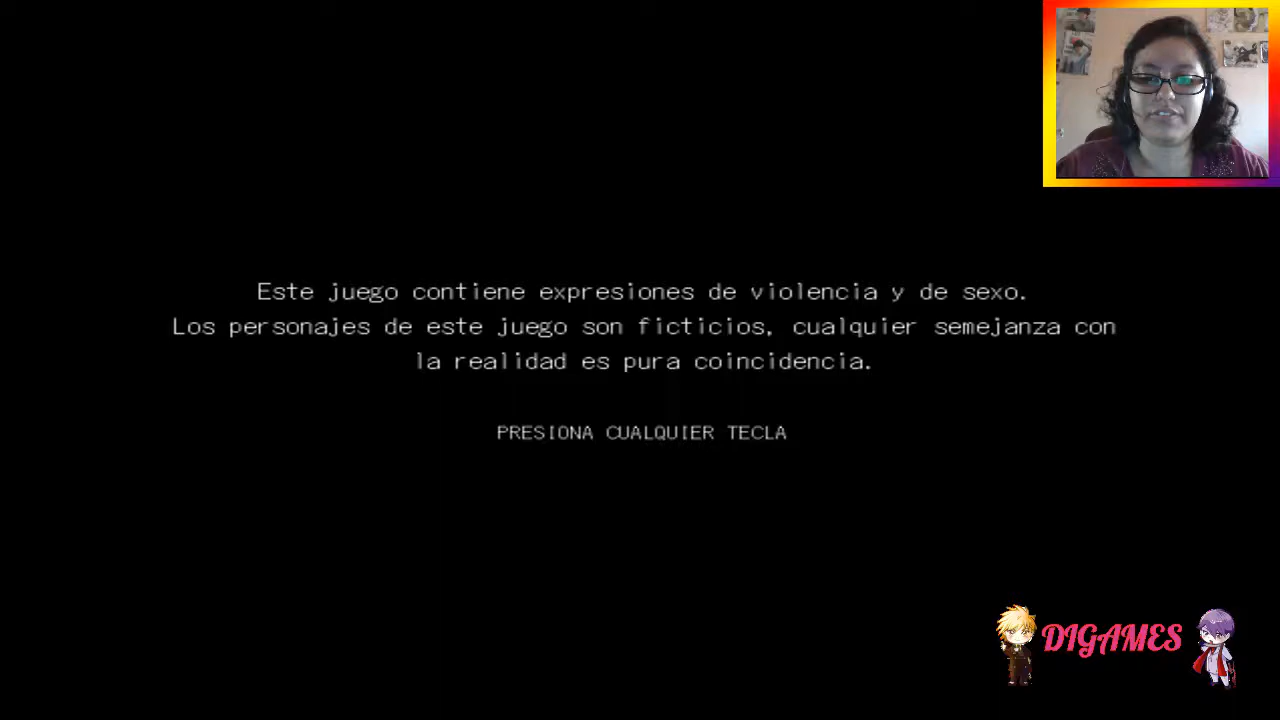 Este juego contiene expresiones de violencia y de sexo.
Los personajes de este juego son ficticios, cualquier semejanza con
la realidad es pura coincidencia.
PRESIONA CUALQUIER TECLA
DIGAMES